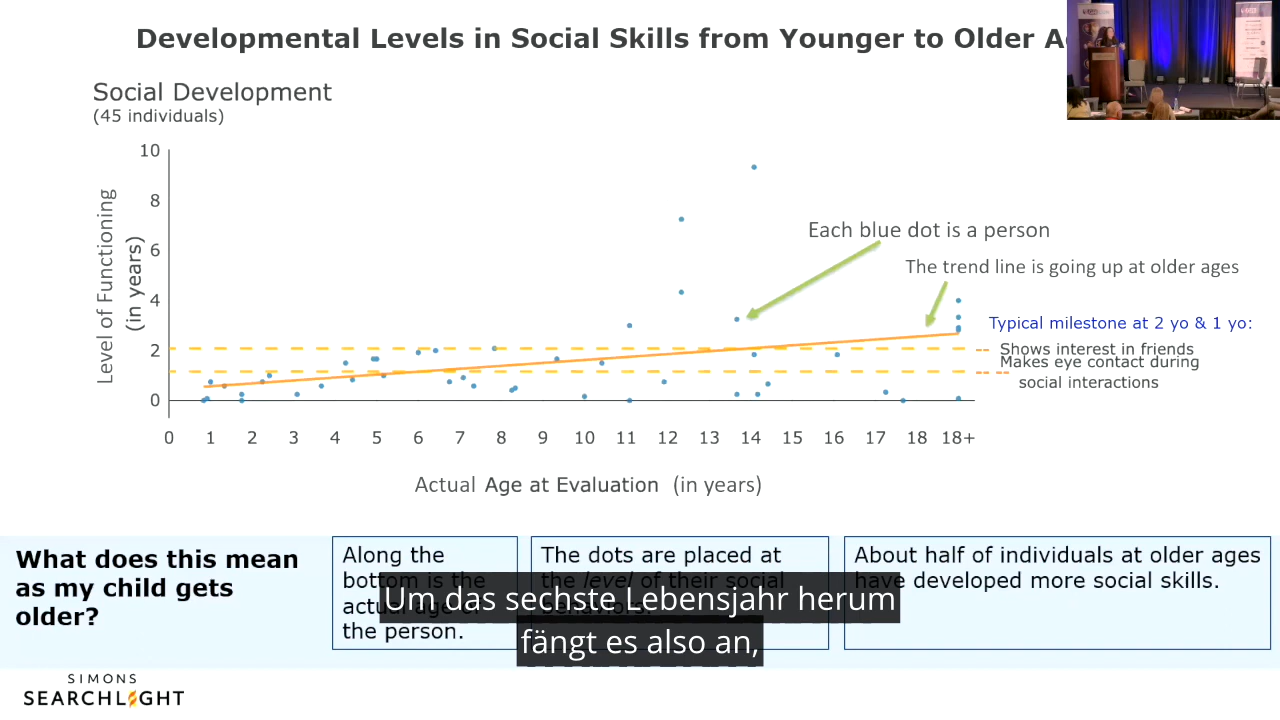 Developmental Levels in Social Skills from Younger to Older
Social Development
(45 individuals)
Level of Functioning
(in years)
10
8
6
4
2
0
Each blue dot is a person
The trend line is going up at older ages
Typical milestone at 2 yo & 1 yo:
Shows interest in friends
Makes eye contact during
social interactions
0 1 2 3 4 5 6 7 8 9 10 11 12 13 14 15 16 17 18 18+
Actual Age at Evaluation (in years)
What does this mean
as my child gets
older?
Along the
bottom is the
actual age of
the person.
The dots are placed at
the level of their social
behaviors.
About half of individuals at older ages
have developed more social skills.
Um das sechste Lebensjahr herum
fängt es also an,
SIMONS
SEARCHLIGHT